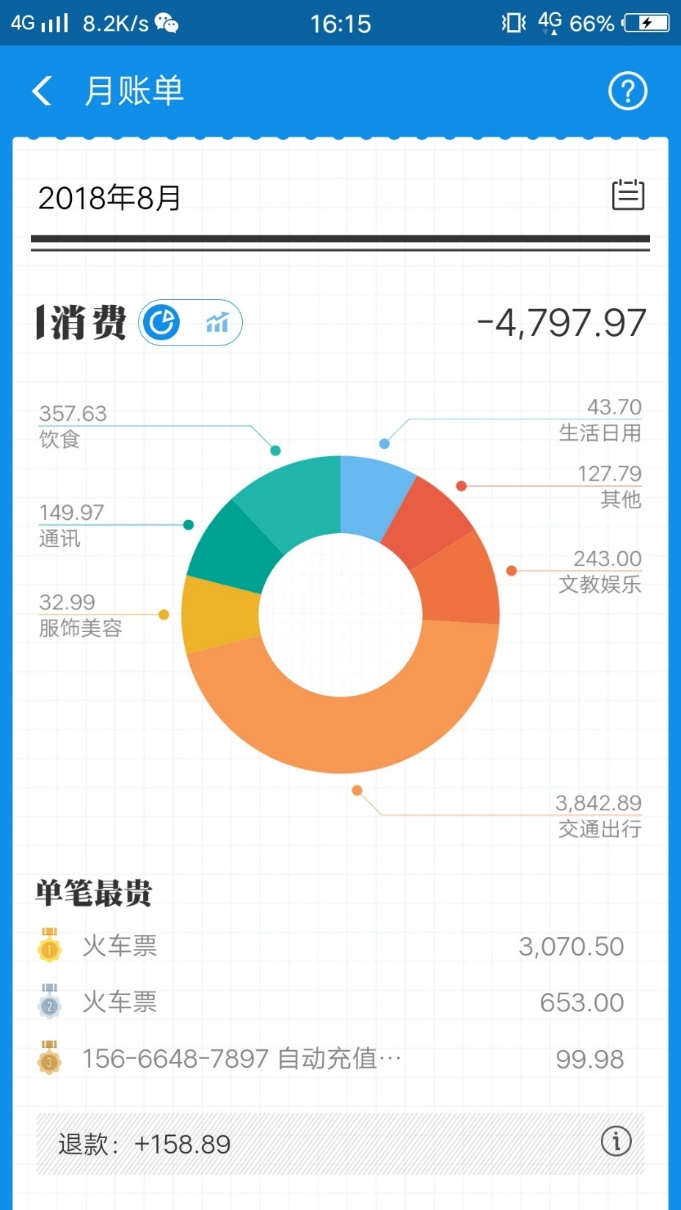 4G 8.2K/s 16:15 4G 66%
月账单
2018年8月
消费 -4,797.97
357.63
饮食
43.70
生活日用
127.79
其他
149.97
通讯
243.00
文教娱乐
32.99
服饰美容
3,842.89
交通出行
单笔最贵
1 火车票 3,070.50
2 火车票 653.00
3 156-6648-7897 自动充值… 99.98
退款：+158.89